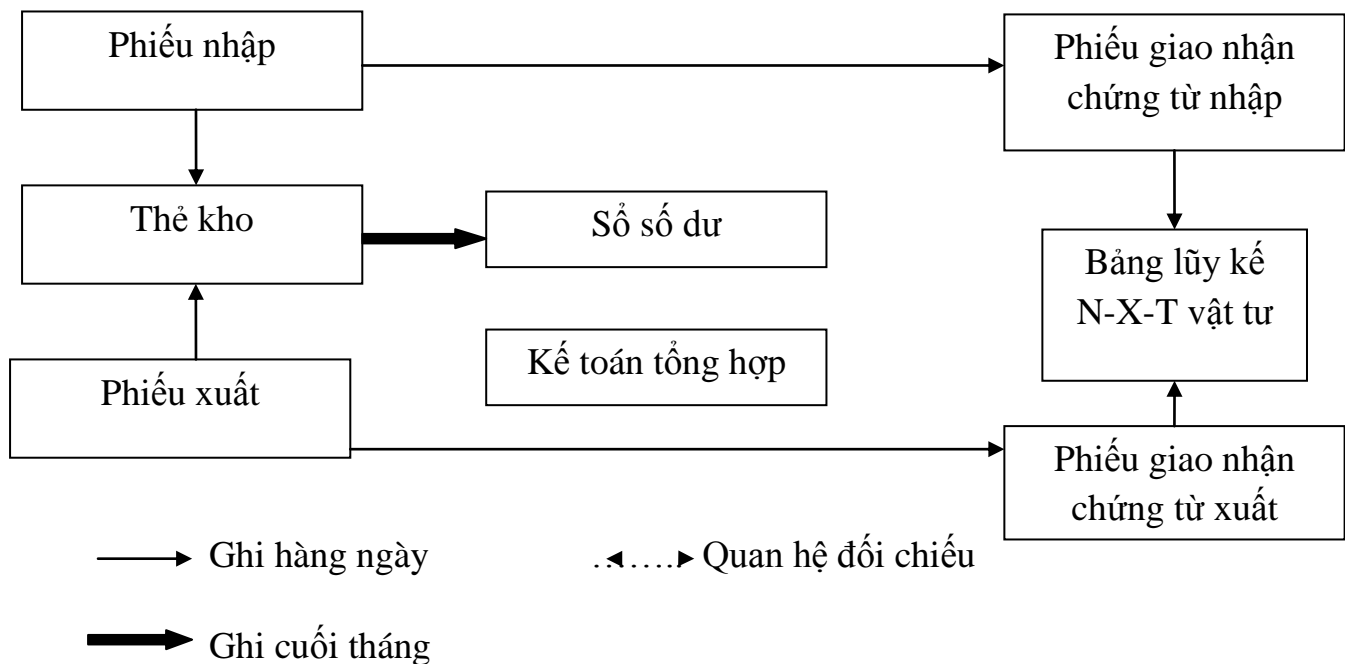 Phiếu nhập
Phiếu giao nhận
chứng từ nhập
Thẻ kho
Sổ số dư
Bảng lũy kế
N-X-T vật tư
Kế toán tổng hợp
Phiếu xuất
Phiếu giao nhận
chứng từ xuất
Ghi hàng ngày
Quan hệ đối chiếu
Ghi cuối tháng